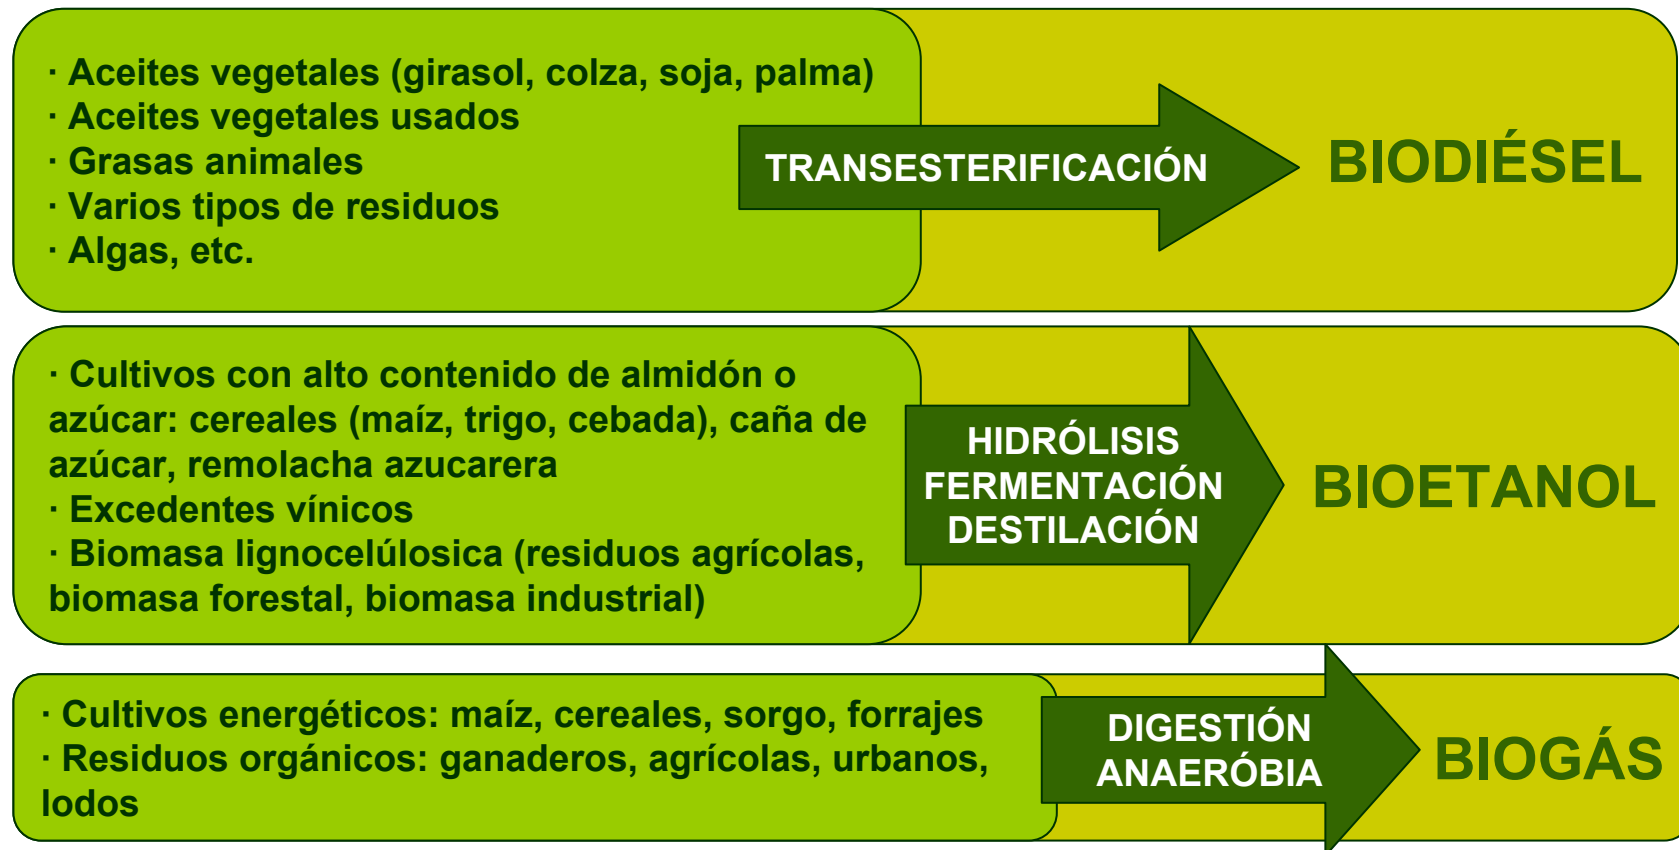 · Aceites vegetales (girasol, colza, soja, palma)
· Aceites vegetales usados
· Grasas animales
· Varios tipos de residuos
· Algas, etc.
TRANSESTERIFICACIÓN
BIODIÉSEL
· Cultivos con alto contenido de almidón o
azúcar: cereales (maíz, trigo, cebada), caña de
azúcar, remolacha azucarera
· Excedentes vínicos
· Biomasa lignocelúlosica (residuos agrícolas,
biomasa forestal, biomasa industrial)
HIDRÓLISIS
FERMENTACIÓN
DESTILACIÓN
BIOETANOL
· Cultivos energéticos: maíz, cereales, sorgo, forrajes
· Residuos orgánicos: ganaderos, agrícolas, urbanos,
lodos
DIGESTIÓN
ANAERÓBIA
BIOGÁS